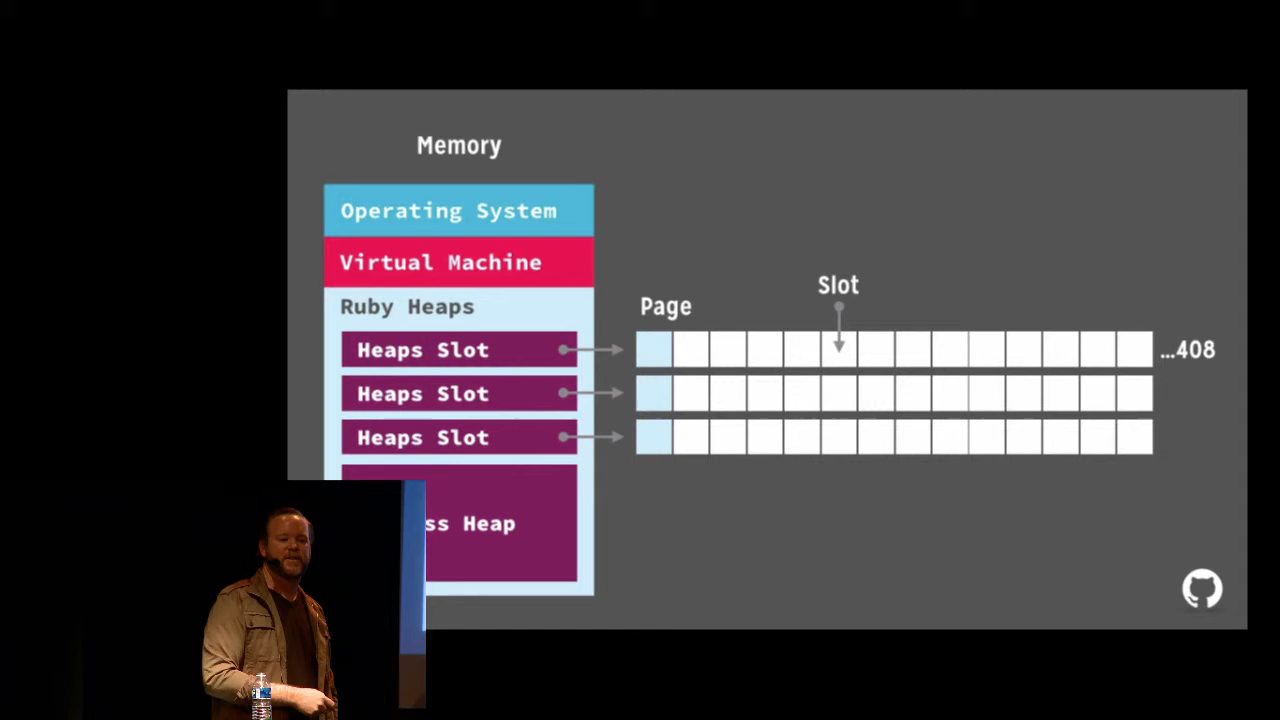 Memory
Operating System
Virtual Machine
Ruby Heaps
Slot
Page
Heaps Slot
...408
Heaps Slot
Heaps Slot
ss Heap